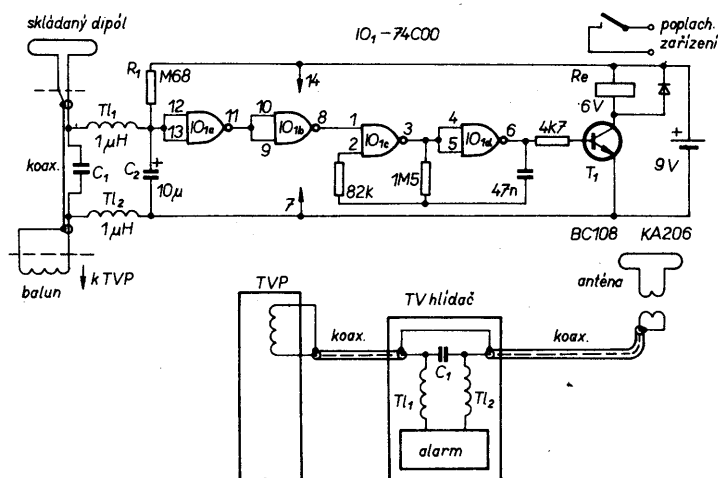 skládaný dipól
IO₁ – 74C00
poplach.
zařízení
R₁
M68
14
Re
6V
Tl₁
1μH
12
13
IO₁ₐ
11
10
9
IO₁b
8
1
2
IO₁c
3
4
5
IO₁d
6
4k7
T₁
+
9V
koax.
C₁
C₂
+
10μ
82k
1M5
47n
Tl₂
1μH
7
BC108
KA206
balun
k TVP
TVP
TV hlídač
anténa
koax.
koax.
C₁
Tl₁
Tl₂
alarm